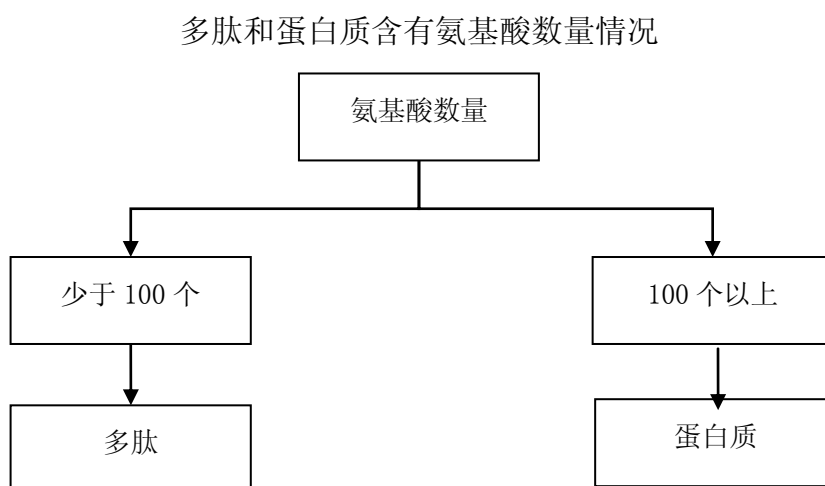 多肽和蛋白质含有氨基酸数量情况
氨基酸数量
少于 100 个
100 个以上
多肽
蛋白质